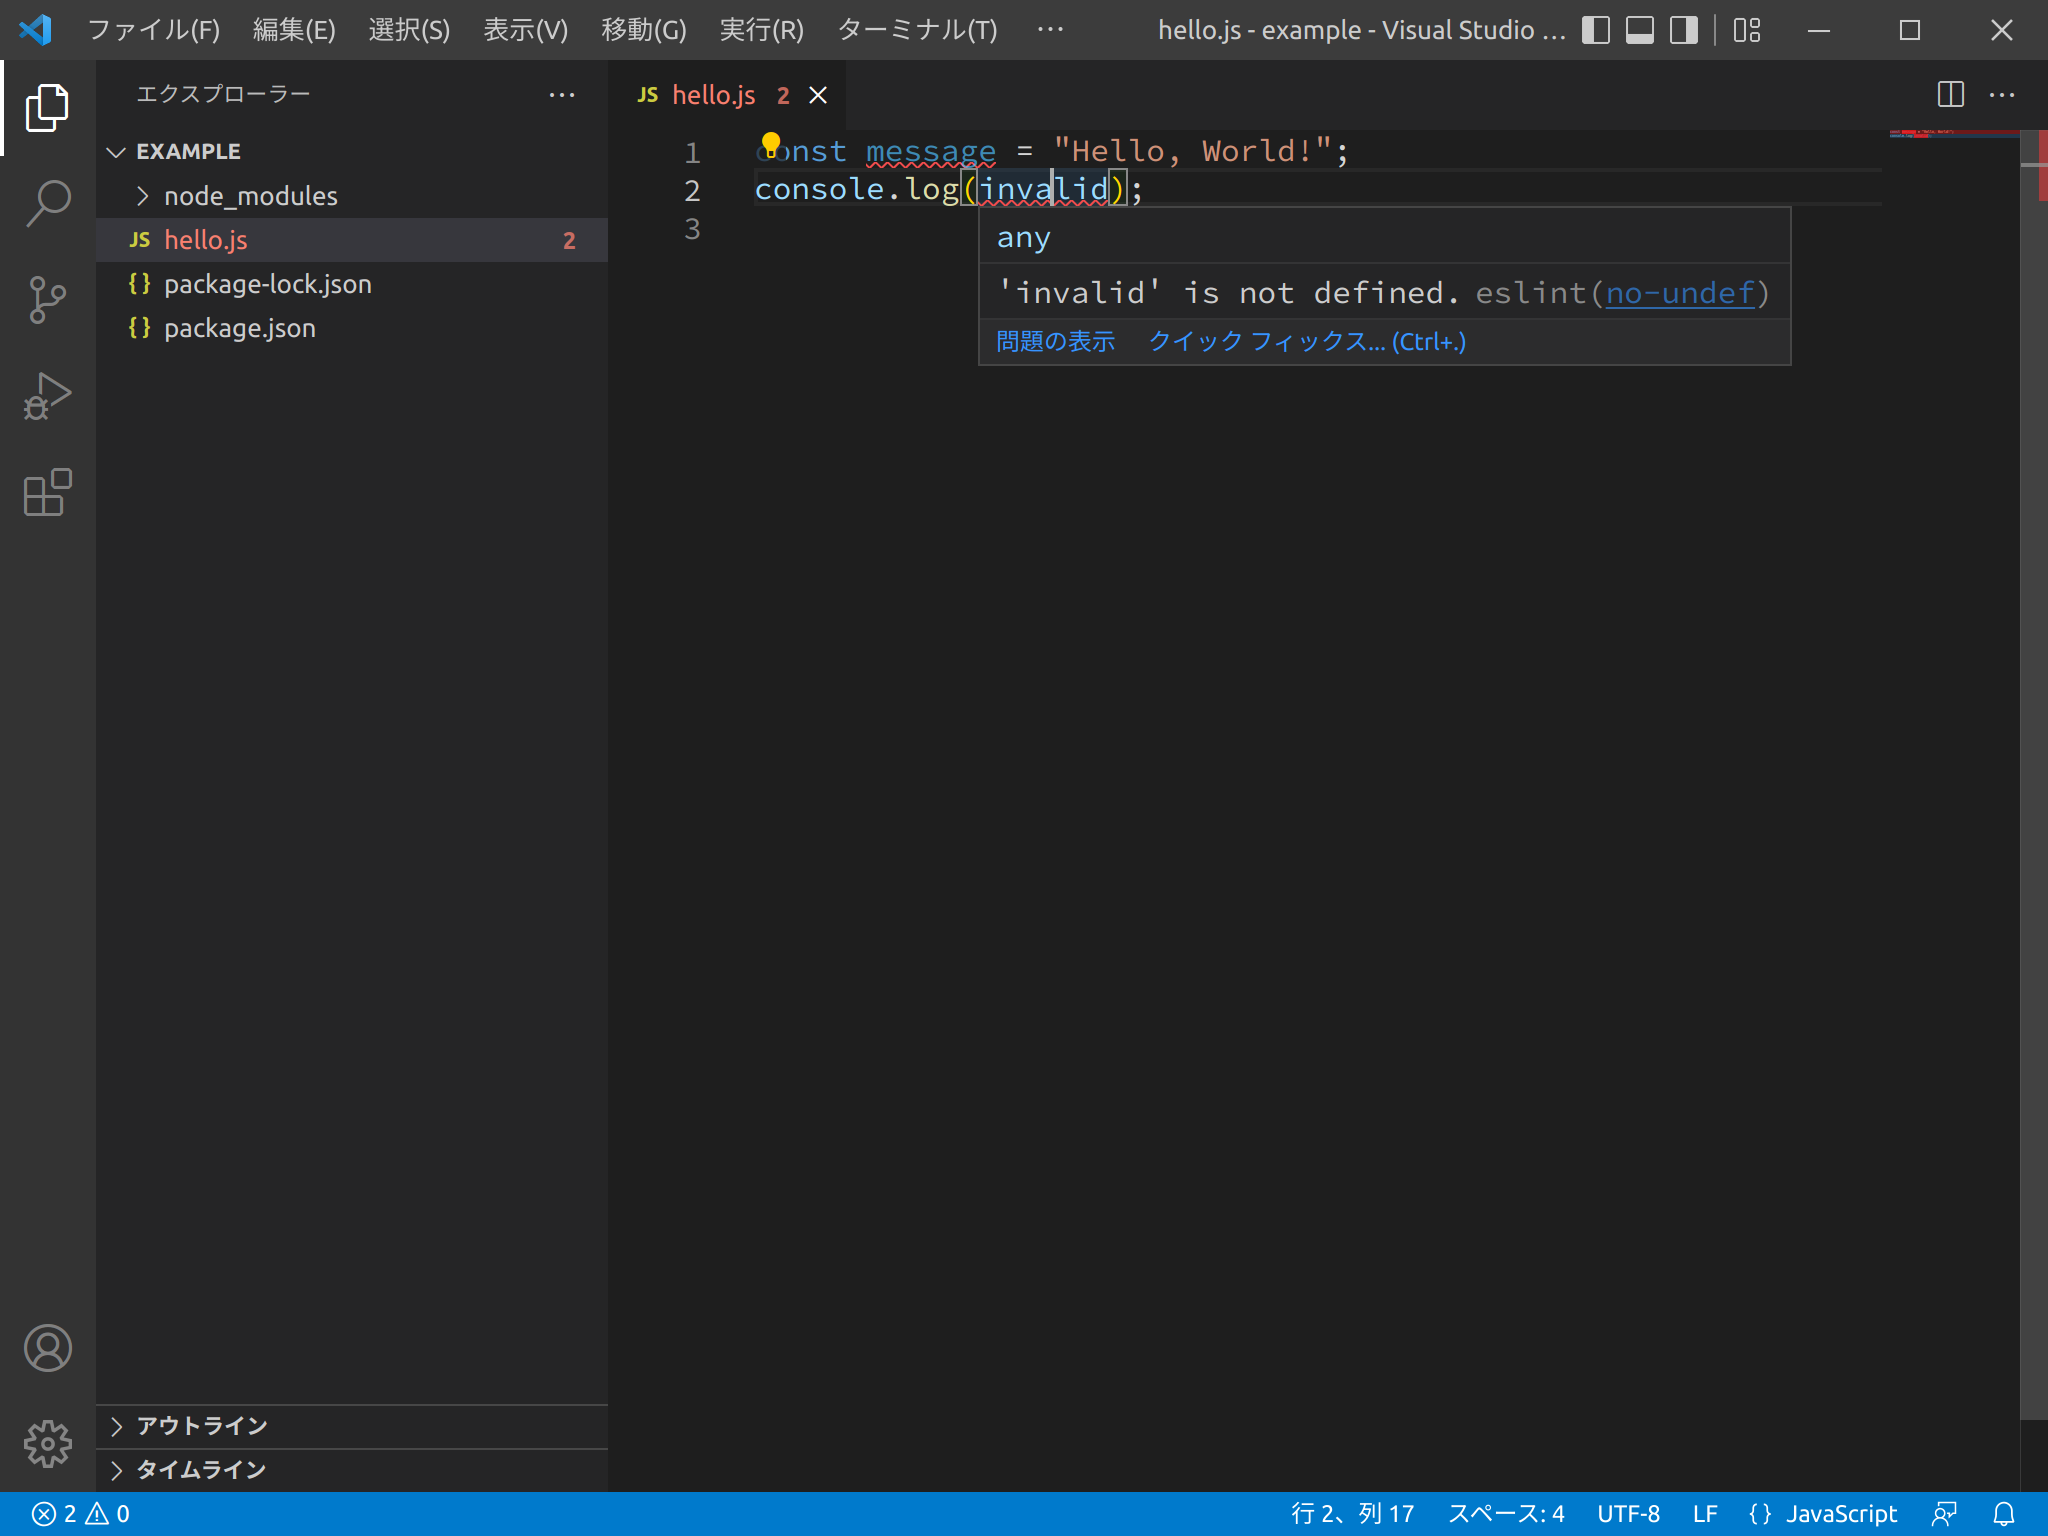 ファイル(F) 編集(E) 選択(S) 表示(V) 移動(G) 実行(R) ターミナル(T) ··· hello.js - example - Visual Studio ...
エクスプローラー ···
EXAMPLE
node_modules
JS hello.js 2
{} package-lock.json
{} package.json
アウトライン
タイムライン
JS hello.js 2 ···
1 const message = "Hello, World!";
2 console.log(invalid);
3
any
'invalid' is not defined. eslint(no-undef)
問題の表示 クイック フィックス... (Ctrl+.)
2 0 行 2、列 17 スペース: 4 UTF-8 LF {} JavaScript